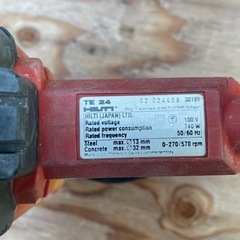 TE 24
HILTI
HILTI (JAPAN) LTD.
Rated voltage 100 V
Rated power consumption 740 W
Rated frequency 50/60 Hz
Steel max. ∅13 mm 0-270/570 rpm
Concrete max. ∅32 mm